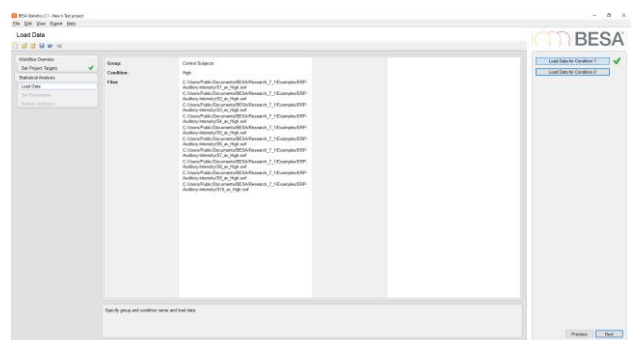 BESA Statistics 2.1 - New t-Test project
File Edit View Export Help
Load Data
BESA
Workflow Overview
Set Project Targets
Statistical Analysis
Load Data
Set Parameters
Perform Statistics
Group:
Control Subjects
Condition:
High
Files
C:/Users/Public/Documents/BESA/Research_7_1/Examples/ERP-
Auditory-Intensity/S1_av_High.swf
C:/Users/Public/Documents/BESA/Research_7_1/Examples/ERP-
Auditory-Intensity/S2_av_High.swf
C:/Users/Public/Documents/BESA/Research_7_1/Examples/ERP-
Auditory-Intensity/S3_av_High.swf
C:/Users/Public/Documents/BESA/Research_7_1/Examples/ERP-
Auditory-Intensity/S4_av_High.swf
C:/Users/Public/Documents/BESA/Research_7_1/Examples/ERP-
Auditory-Intensity/S5_av_High.swf
C:/Users/Public/Documents/BESA/Research_7_1/Examples/ERP-
Auditory-Intensity/S6_av_High.swf
C:/Users/Public/Documents/BESA/Research_7_1/Examples/ERP-
Auditory-Intensity/S7_av_High.swf
C:/Users/Public/Documents/BESA/Research_7_1/Examples/ERP-
Auditory-Intensity/S8_av_High.swf
C:/Users/Public/Documents/BESA/Research_7_1/Examples/ERP-
Auditory-Intensity/S9_av_High.swf
C:/Users/Public/Documents/BESA/Research_7_1/Examples/ERP-
Auditory-Intensity/S10_av_High.swf
Load Data for Condition 1
Load Data for Condition 2
Specify group and condition name and load data.
Previous
Next